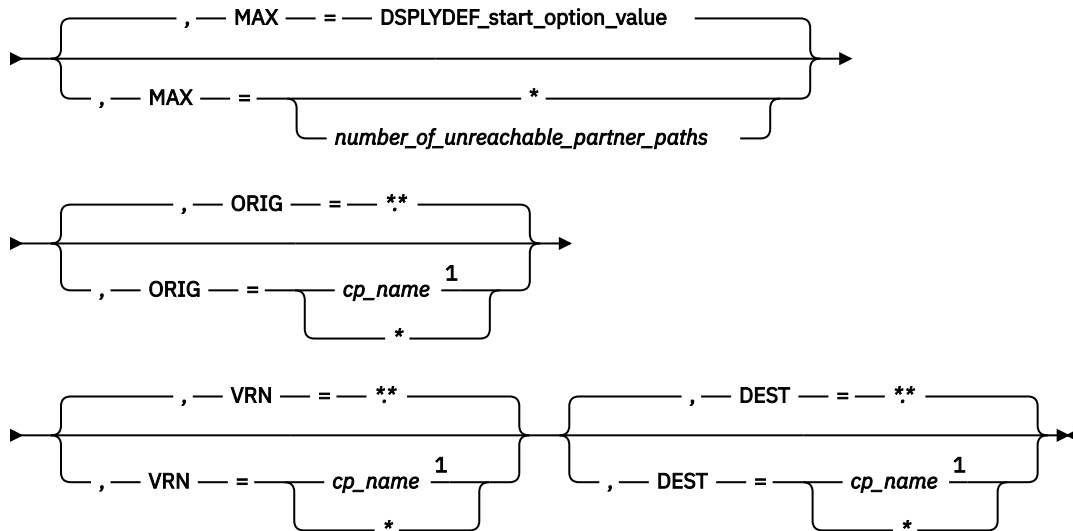 , MAX = DSPLYDEF_start_option_value
, MAX = *
number_of_unreachable_partner_paths
, ORIG = *.*
, ORIG = cp_name 1
*
, VRN = *.* , DEST = *.*
, VRN = cp_name 1 , DEST = cp_name 1
* *